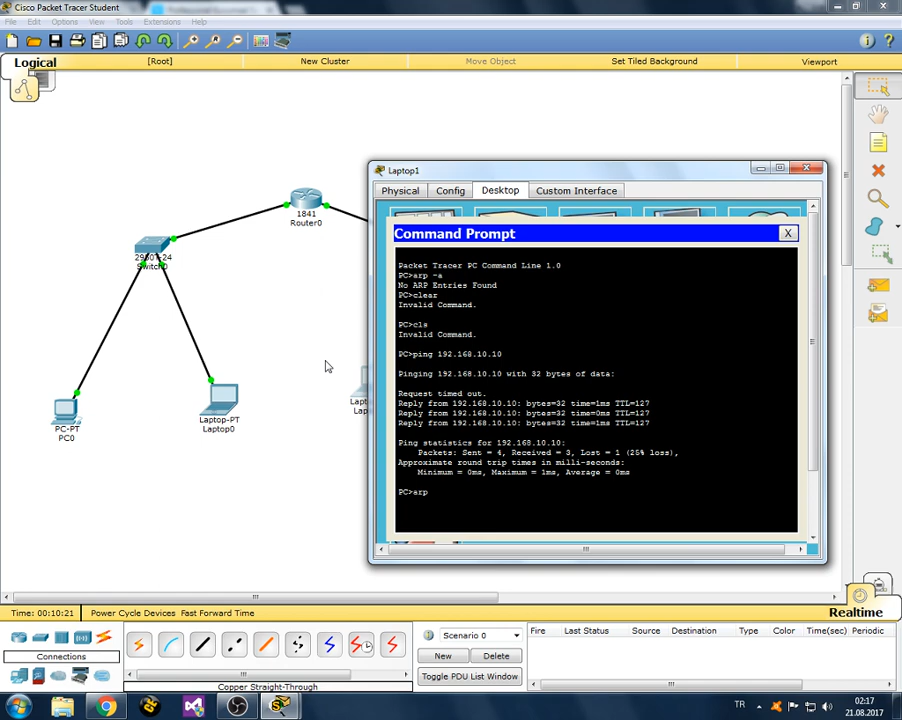 Cisco Packet Tracer Student
File Edit Options View Tools Extensions Help
Logical [Root] New Cluster Move Object Set Tiled Background Viewport
1841
Router0
Switch0
PC-PT
PC0
Laptop-PT
Laptop0
Laptop1
Physical Config Desktop Custom Interface
Command Prompt X
Packet Tracer PC Command Line 1.0
PC>arp -a
No ARP Entries Found
PC>clear
Invalid Command.
PC>cls
Invalid Command.
PC>ping 192.168.10.10
Pinging 192.168.10.10 with 32 bytes of data:
Request timed out.
Reply from 192.168.10.10: bytes=32 time=1ms TTL=127
Reply from 192.168.10.10: bytes=32 time=0ms TTL=127
Reply from 192.168.10.10: bytes=32 time=1ms TTL=127
Ping statistics for 192.168.10.10:
Packets: Sent = 4, Received = 3, Lost = 1 (25% loss),
Approximate round trip times in milli-seconds:
Minimum = 0ms, Maximum = 1ms, Average = 0ms
PC>arp
Time: 00:10:21 Power Cycle Devices Fast Forward Time Realtime
Connections
Copper Straight-Through
Scenario 0
New Delete
Toggle PDU List Window
Fire Last Status Source Destination Type Color Time(sec) Periodic
TR 02:17
21.08.2017